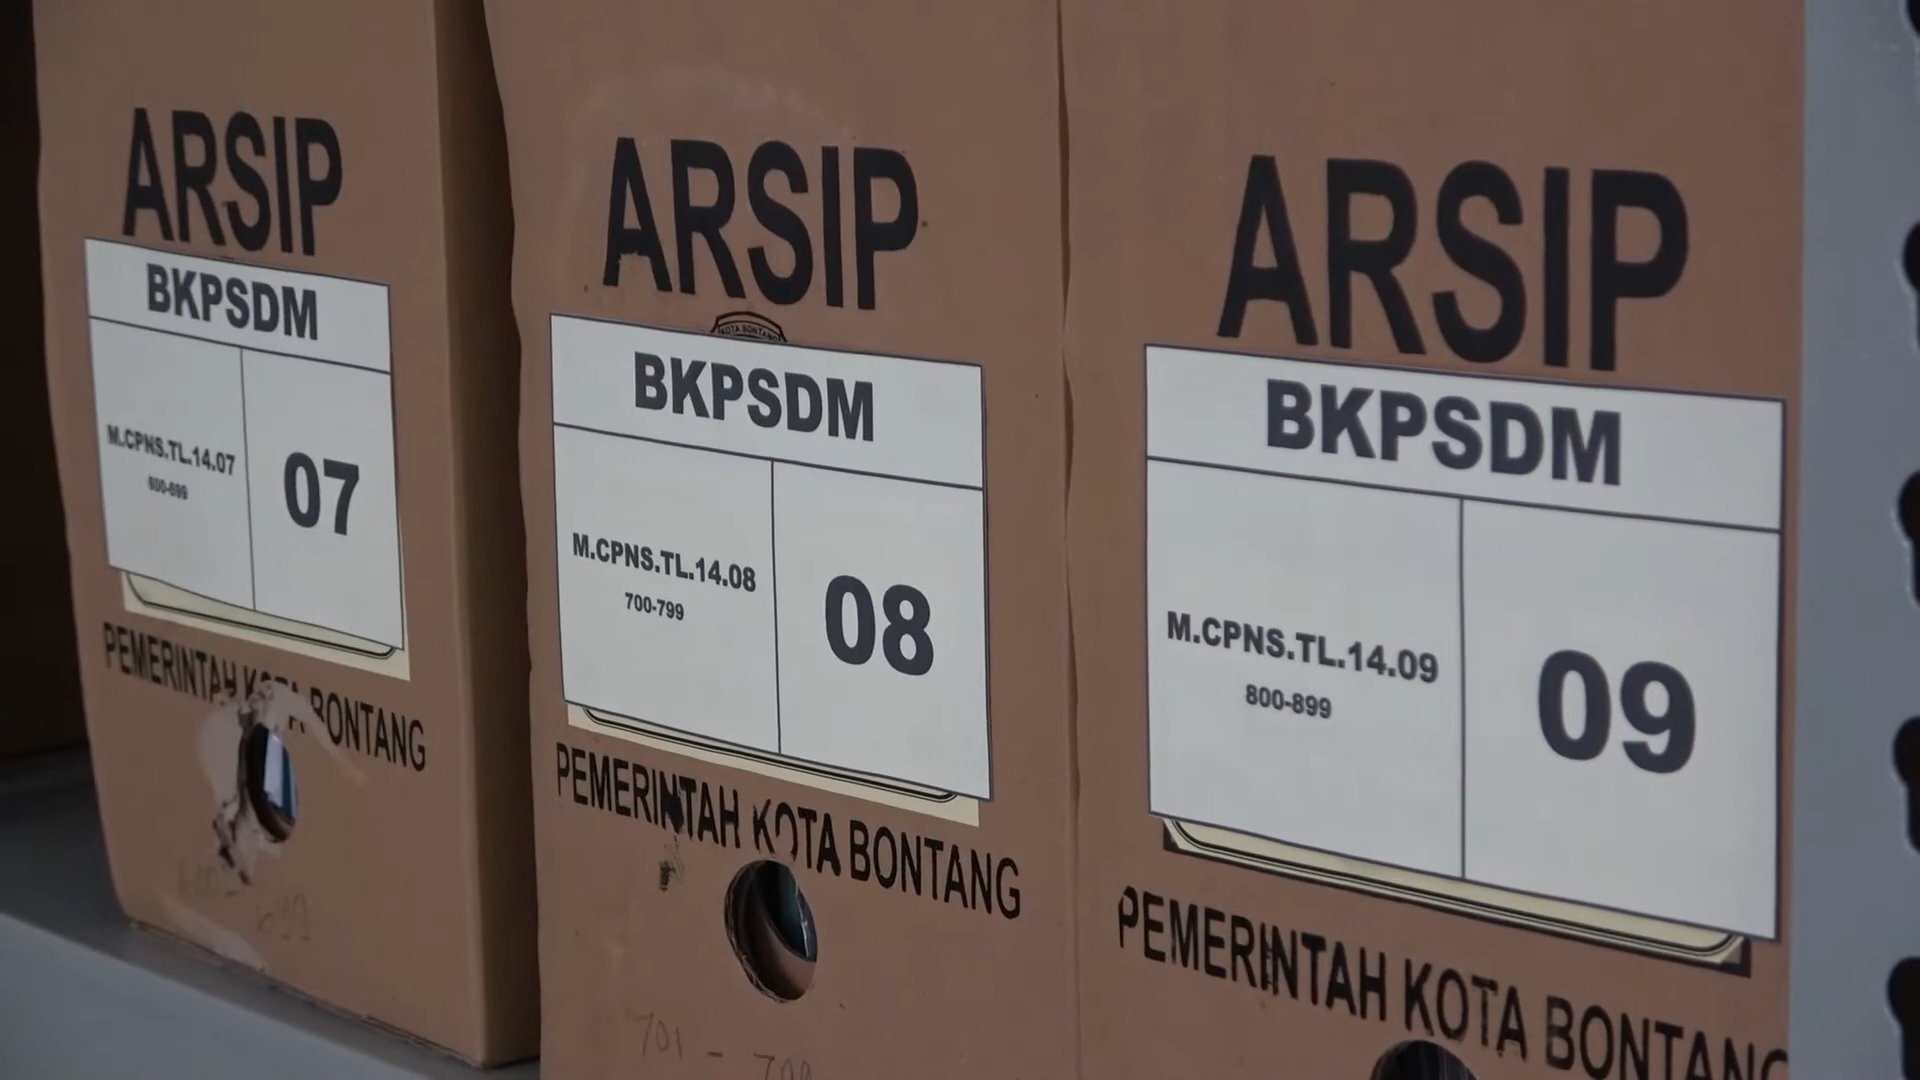 ARSIP
BKPSDM
M.CPNS.TL.14.07
600-699
07
PEMERINTAH KOTA BONTANG
ARSIP
KOTA BONTANG
BKPSDM
M.CPNS.TL.14.08
700-799
08
PEMERINTAH KOTA BONTANG
701 -
ARSIP
BKPSDM
M.CPNS.TL.14.09
800-899
09
PEMERINTAH KOTA BONTANG